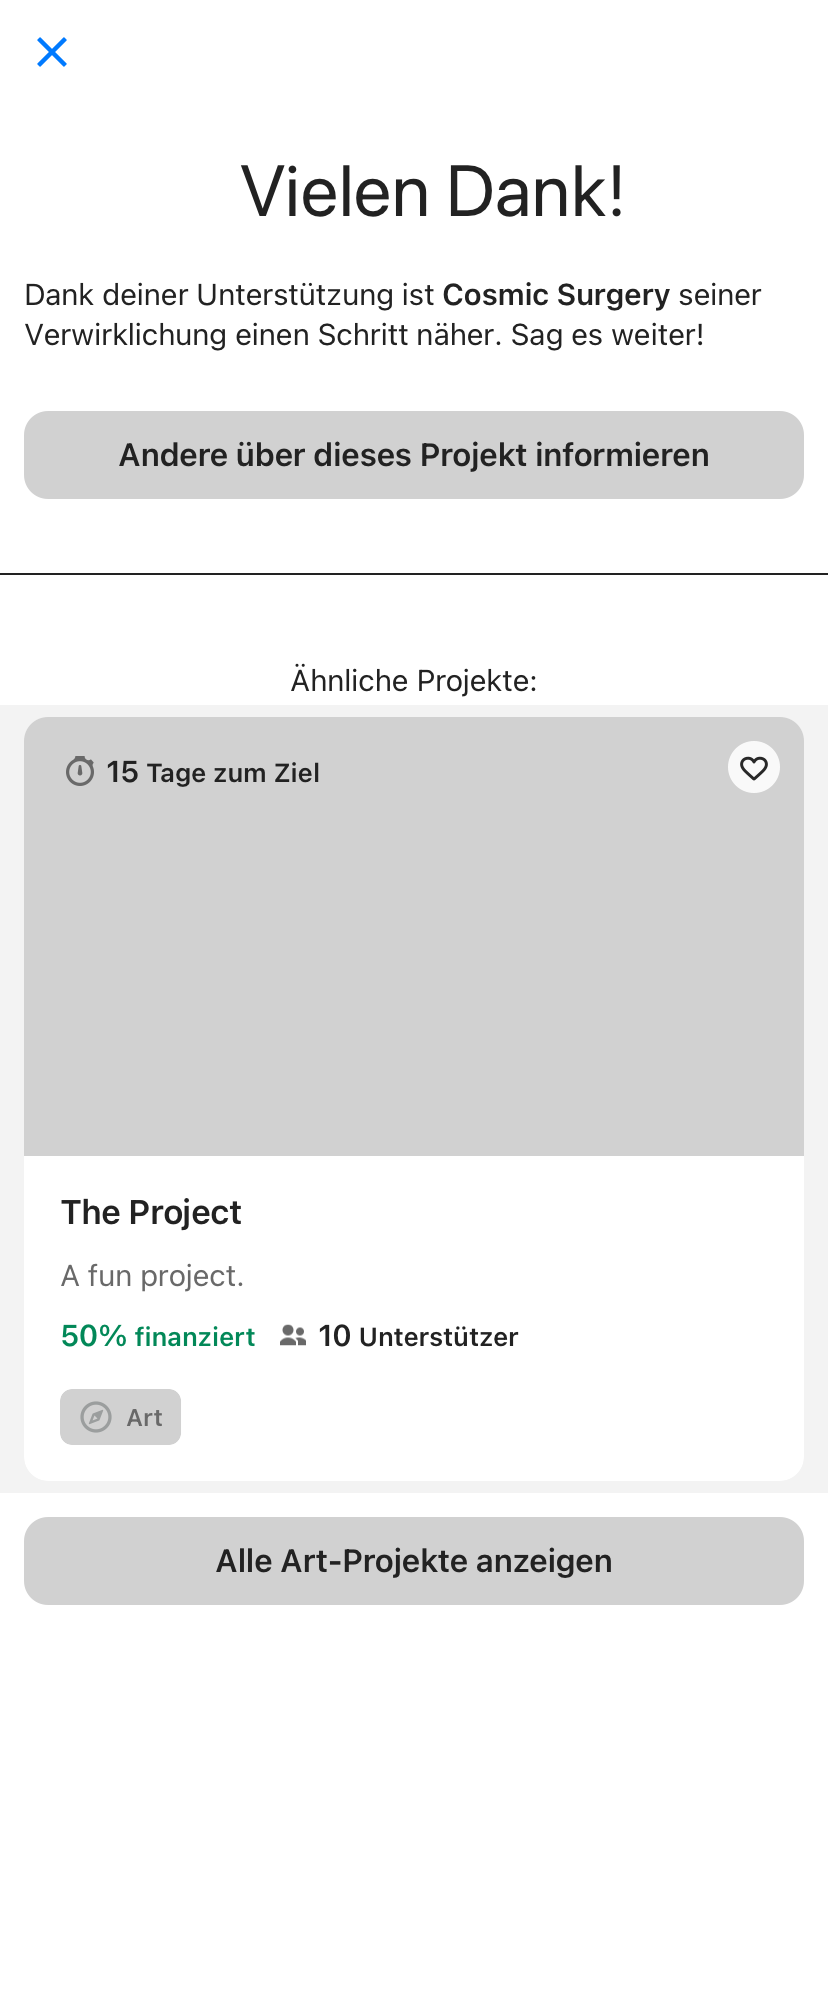 Vielen Dank!
Dank deiner Unterstützung ist Cosmic Surgery seiner
Verwirklichung einen Schritt näher. Sag es weiter!
Andere über dieses Projekt informieren
Ähnliche Projekte:
15 Tage zum Ziel
The Project
A fun project.
50% finanziert 10 Unterstützer
Art
Alle Art-Projekte anzeigen